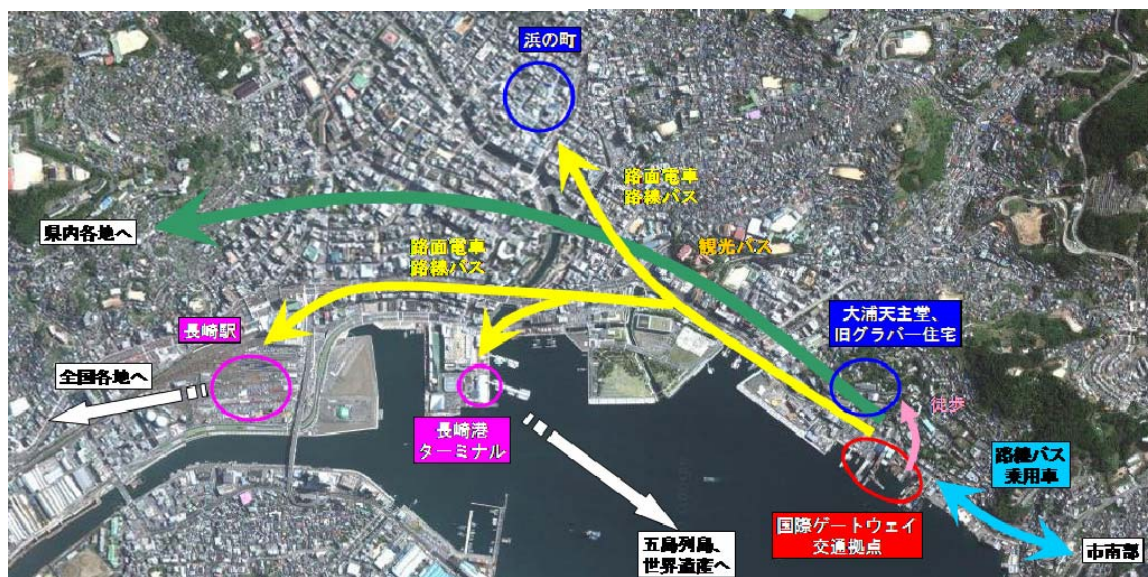 浜の町
路面電車
路線バス
県内各地へ
路面電車
路線バス
観光バス
長崎駅
大浦天主堂、
旧グラバー住宅
全国各地へ
徒歩
長崎港
ターミナル
路線バス
乗用車
国際ゲートウェイ
交通拠点
五島列島、
世界遺産へ
市南部